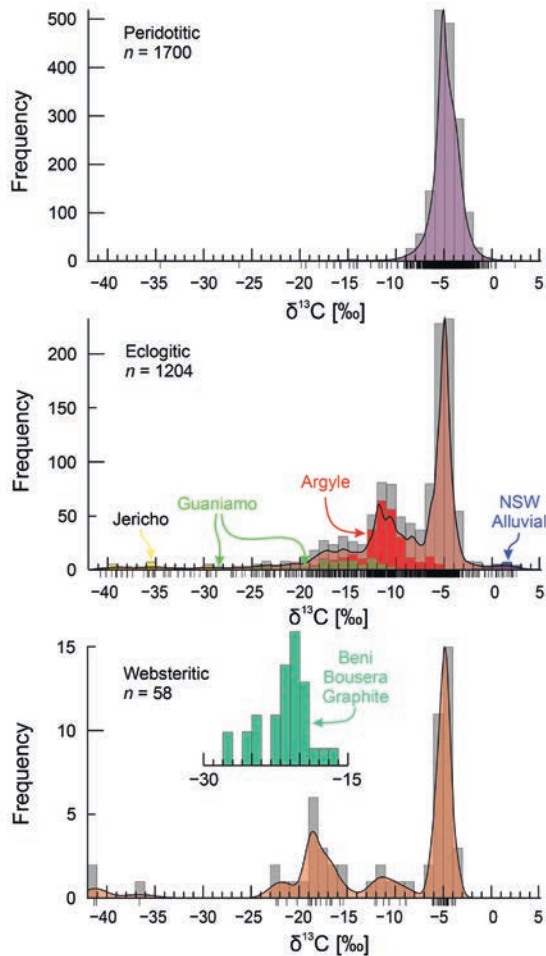 500
400
300
200
100
0
Frequency
Peridotitic
n = 1700
−40 −35 −30 −25 −20 −15 −10 −5 0 5
δ¹³C [‰]
200
150
100
50
0
Frequency
Eclogitic
n = 1204
Argyle
Guaniamo
Jericho
NSW
Alluvial
−40 −35 −30 −25 −20 −15 −10 −5 0 5
δ¹³C [‰]
15
10
5
0
Frequency
Websteritic
n = 58
Beni
Bousera
Graphite
-30 -15
−40 −35 −30 −25 −20 −15 −10 −5 0 5
δ¹³C [‰]